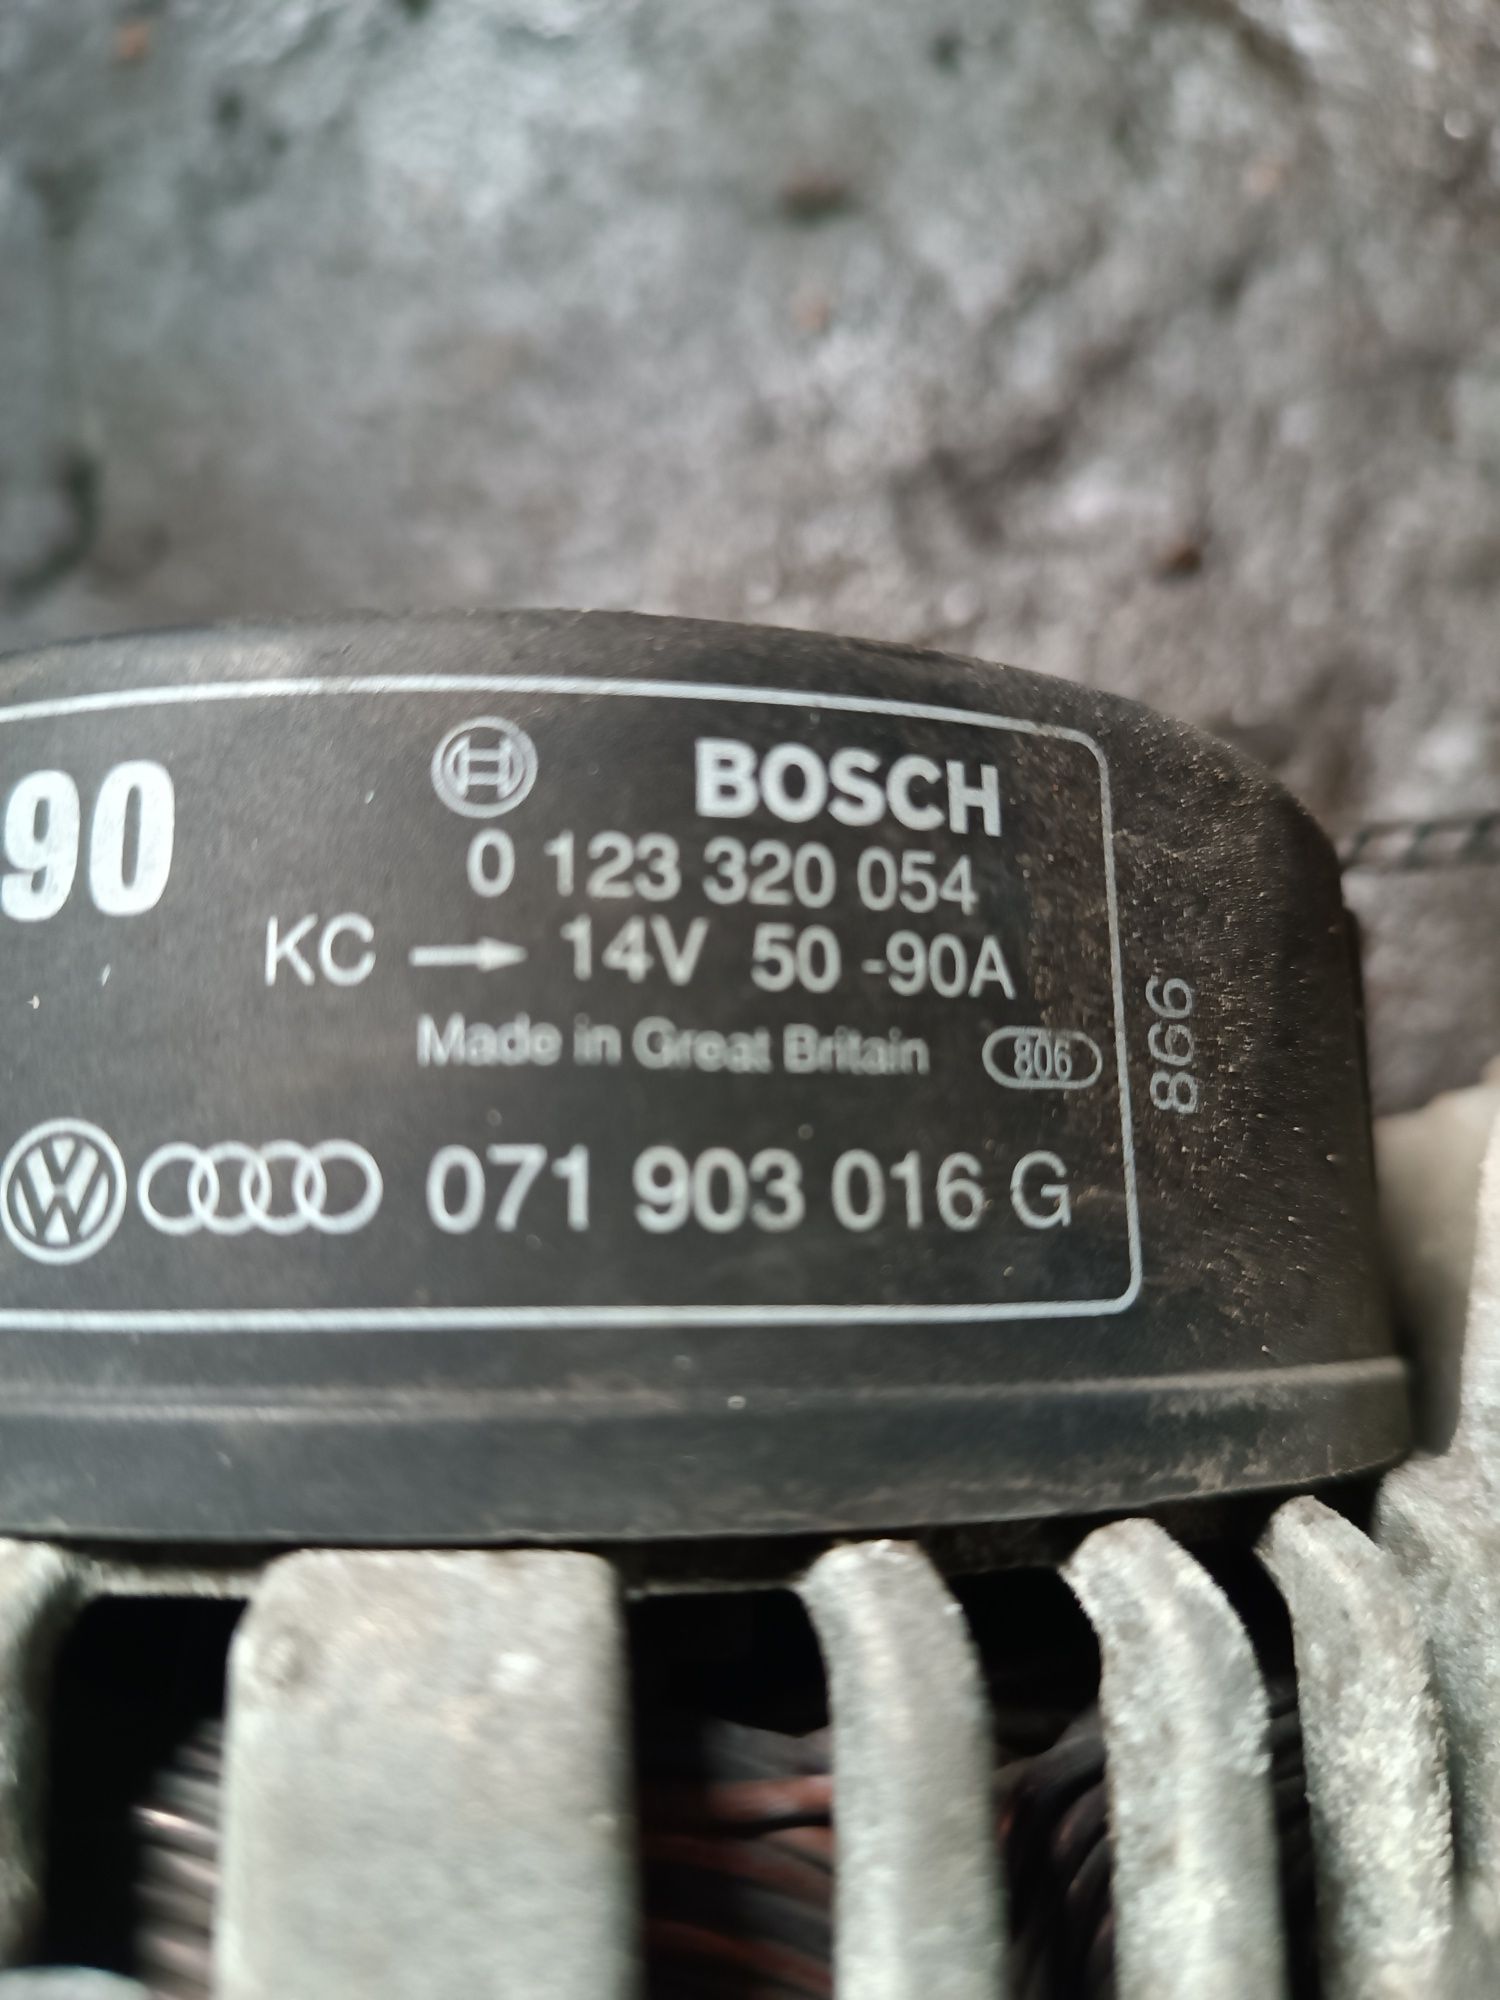 90
BOSCH
0 123 320 054
KC → 14V 50 -90A
Made in Great Britain 806
866
071 903 016 G